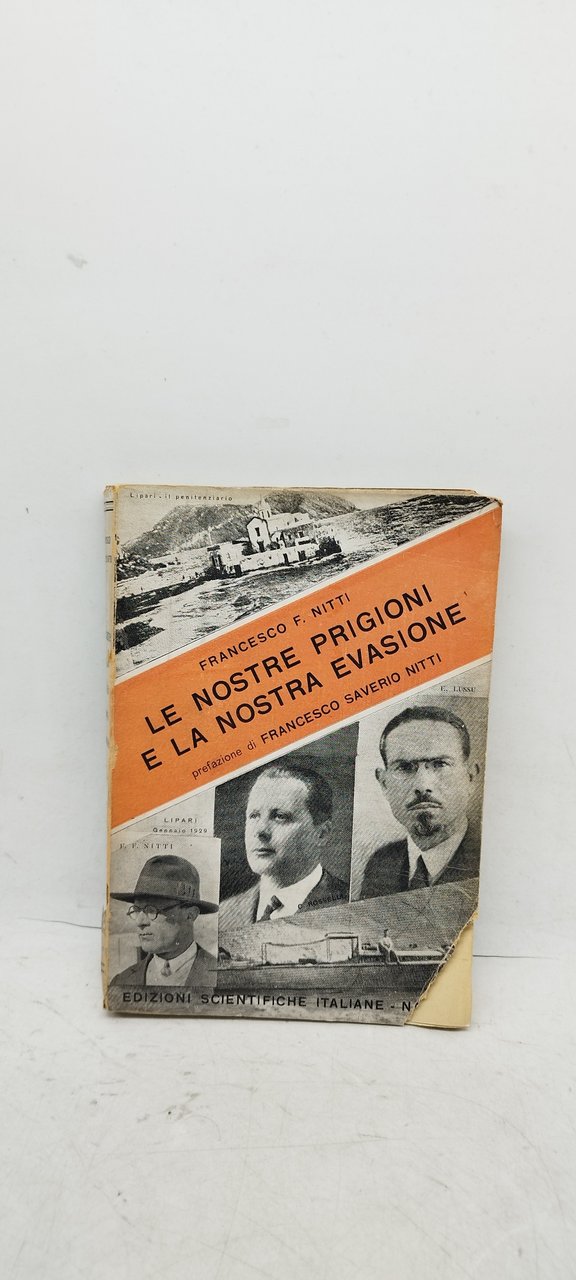 Lipari - il penitenziario
FRANCESCO F. NITTI
LE NOSTRE PRIGIONI
E LA NOSTRA EVASIONE
prefazione di FRANCESCO SAVERIO NITTI
E. LUSSU
LIPARI
Gennaio 1929
F. F. NITTI
C. ROSSELLI
EDIZIONI SCIENTIFICHE ITALIANE - N